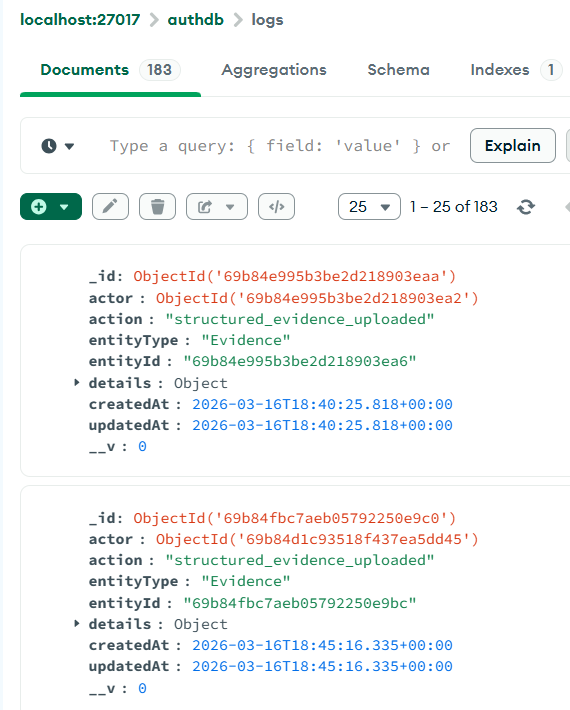 localhost:27017 > authdb > logs
Documents 183 Aggregations Schema Indexes 1
Type a query: { field: 'value' } or Explain
25 1 – 25 of 183
_id: ObjectId('69b84e995b3be2d218903eaa')
actor : ObjectId('69b84e995b3be2d218903ea2')
action : "structured_evidence_uploaded"
entityType : "Evidence"
entityId : "69b84e995b3be2d218903ea6"
details : Object
createdAt : 2026-03-16T18:40:25.818+00:00
updatedAt : 2026-03-16T18:40:25.818+00:00
__v : 0
_id: ObjectId('69b84fbc7aeb05792250e9c0')
actor : ObjectId('69b84d1c93518f437ea5dd45')
action : "structured_evidence_uploaded"
entityType : "Evidence"
entityId : "69b84fbc7aeb05792250e9bc"
details : Object
createdAt : 2026-03-16T18:45:16.335+00:00
updatedAt : 2026-03-16T18:45:16.335+00:00
__v : 0